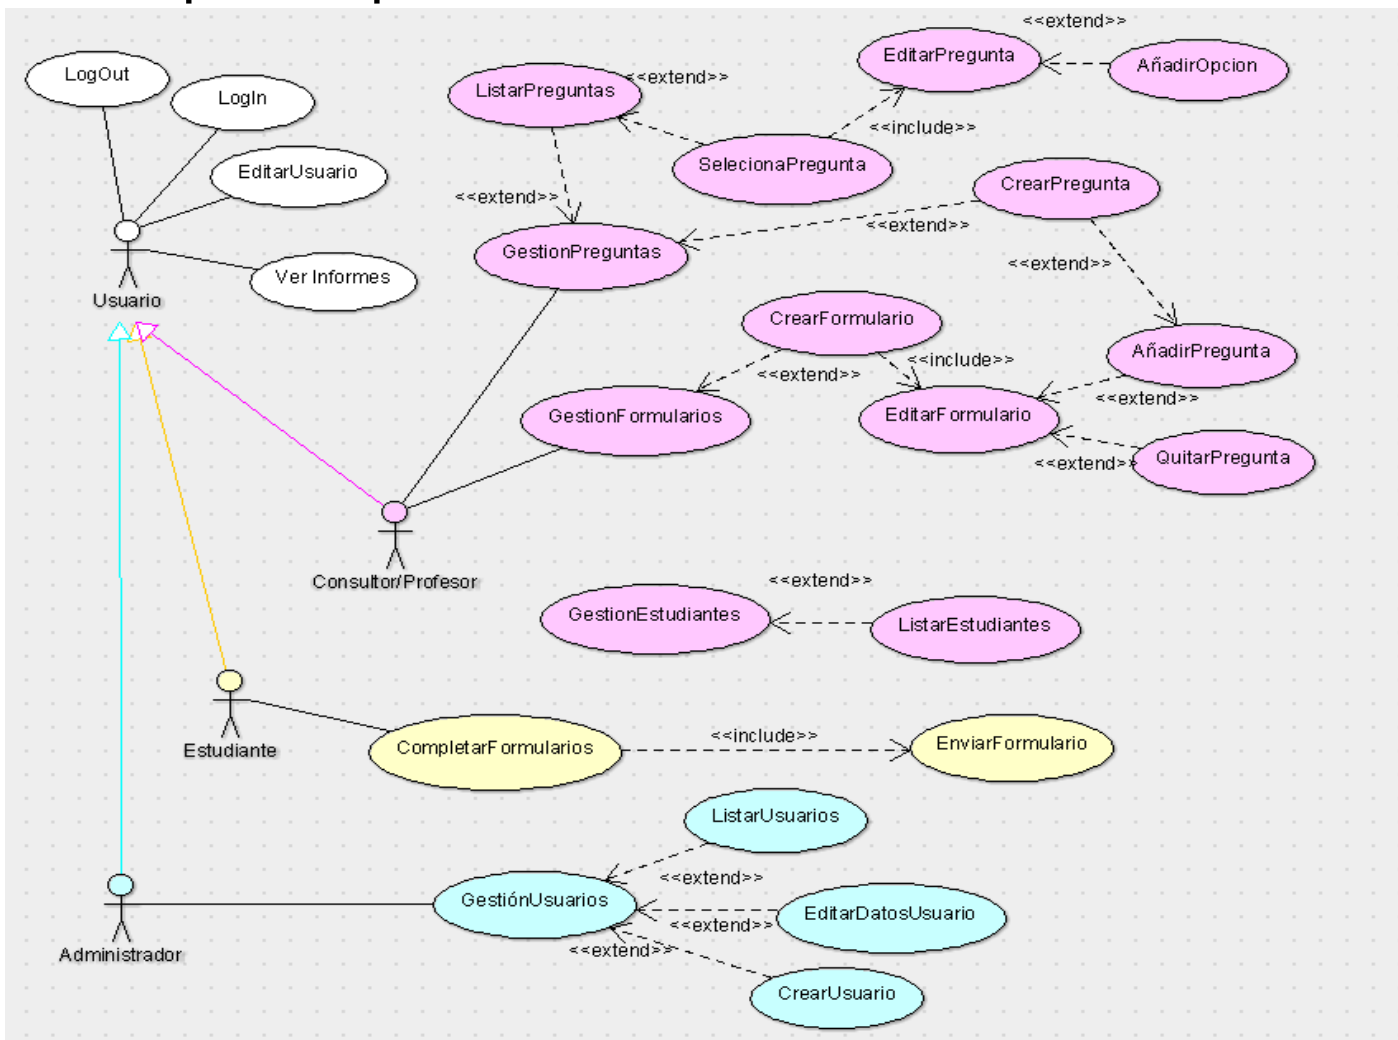 <<extend>>
EditarPregunta
AñadirOpcion
LogOut
LogIn
ListarPreguntas
<<extend>>
<<include>>
SelecionaPregunta
EditarUsuario
CrearPregunta
<<extend>>
<<extend>>
GestionPreguntas
<<extend>>
Ver Informes
Usuario
CrearFormulario
AñadirPregunta
<<include>>
<<extend>>
<<extend>>
GestionFormularios
EditarFormulario
<<extend>>
QuitarPregunta
Consultor/Profesor
<<extend>>
GestionEstudiantes
ListarEstudiantes
Estudiante
CompletarFormularios
<<include>>
EnviarFormulario
ListarUsuarios
<<extend>>
GestiónUsuarios
EditarDatosUsuario
<<extend>>
<<extend>>
Administrador
CrearUsuario